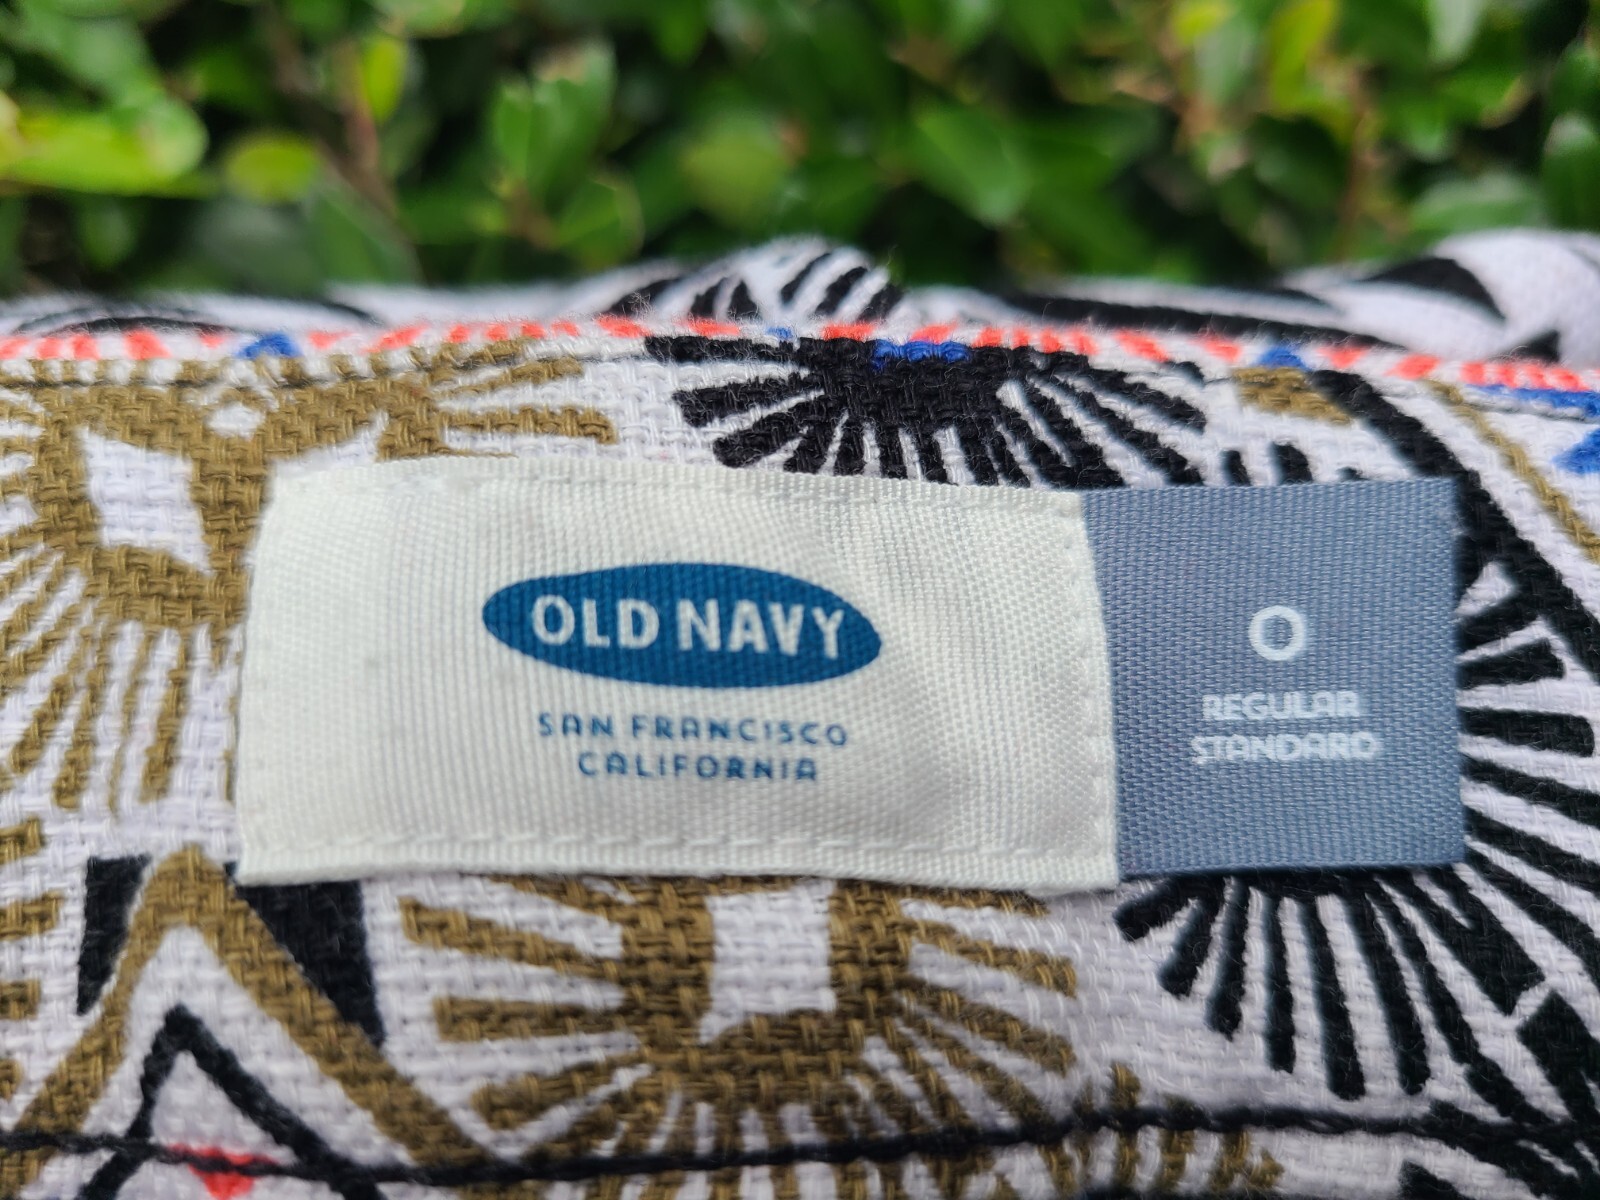 OLD NAVY
SAN FRANCISCO
CALIFORNIA
0
REGULAR
STANDARD